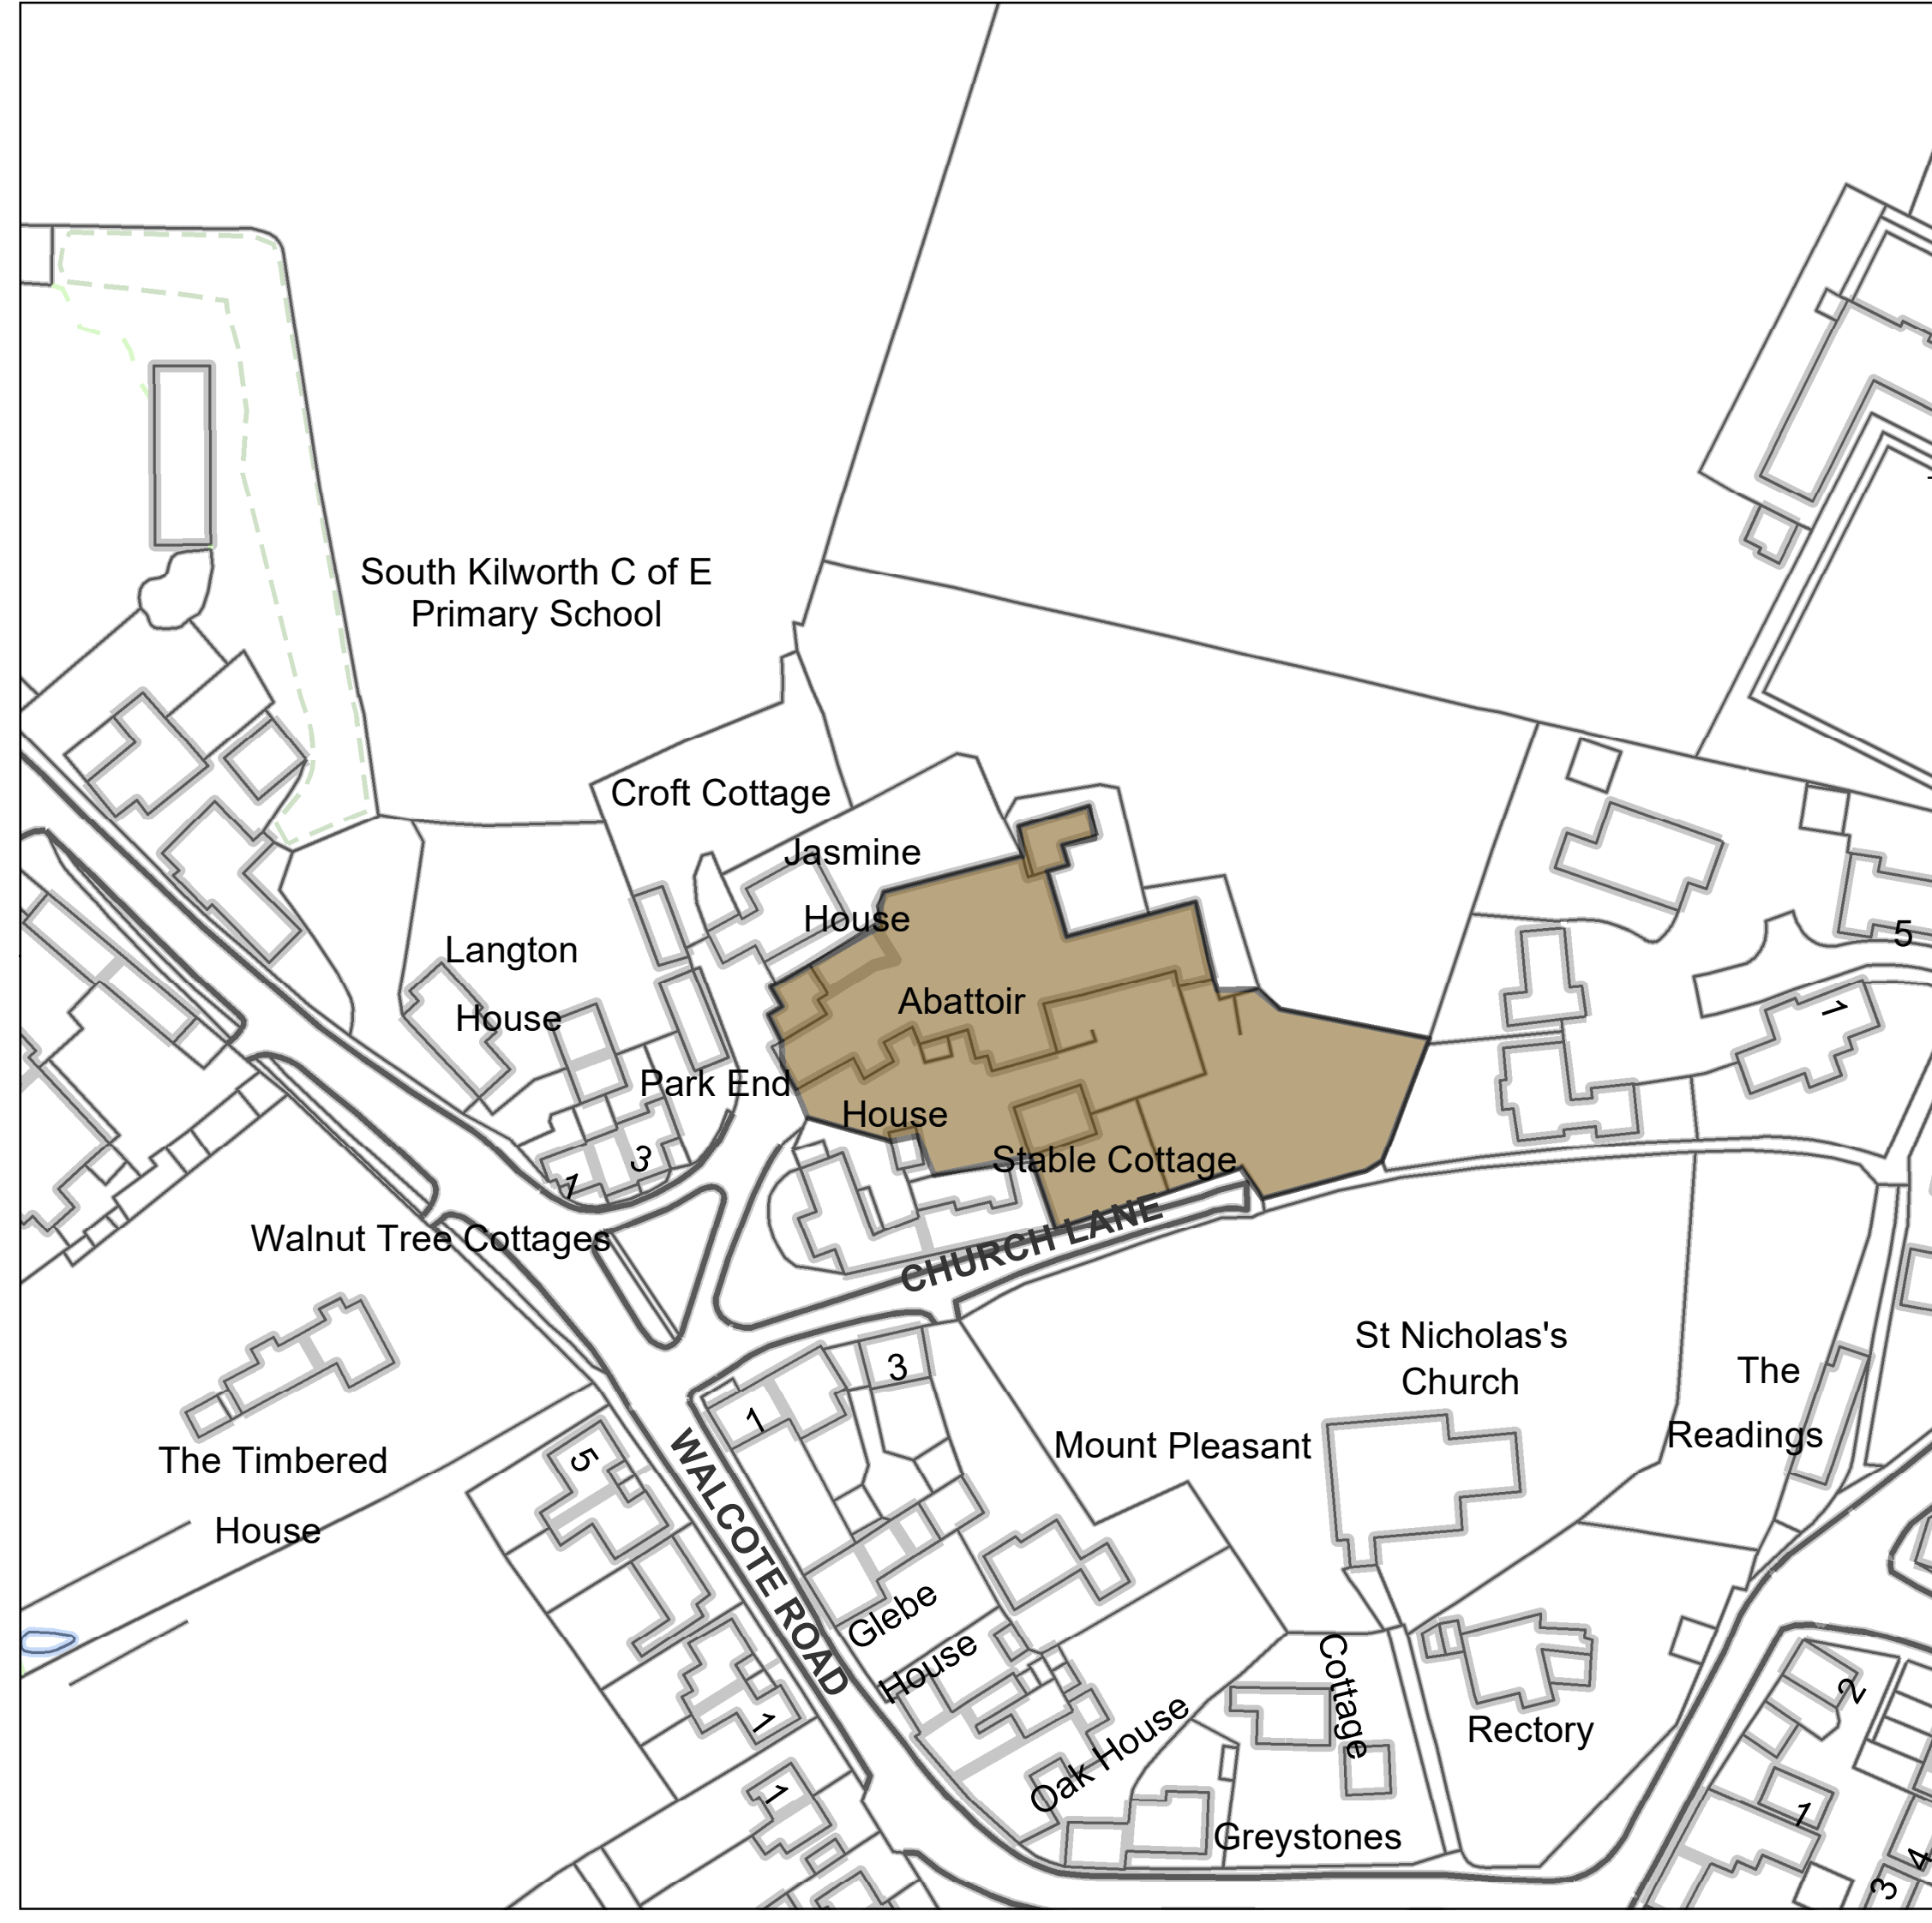 South Kilworth C of E
Primary School
Croft Cottage
Jasmine
House
Langton
House
Abattoir
5
1
Park End
House
Stable Cottage
3
1
Walnut Tree Cottages
CHURCH LANE
St Nicholas's
Church
The
Readings
3
1
Mount Pleasant
The Timbered
House
5
WALCOTE ROAD
Glebe
House
Cottage
Oak House
Rectory
2
1
1
1
Greystones
4
3